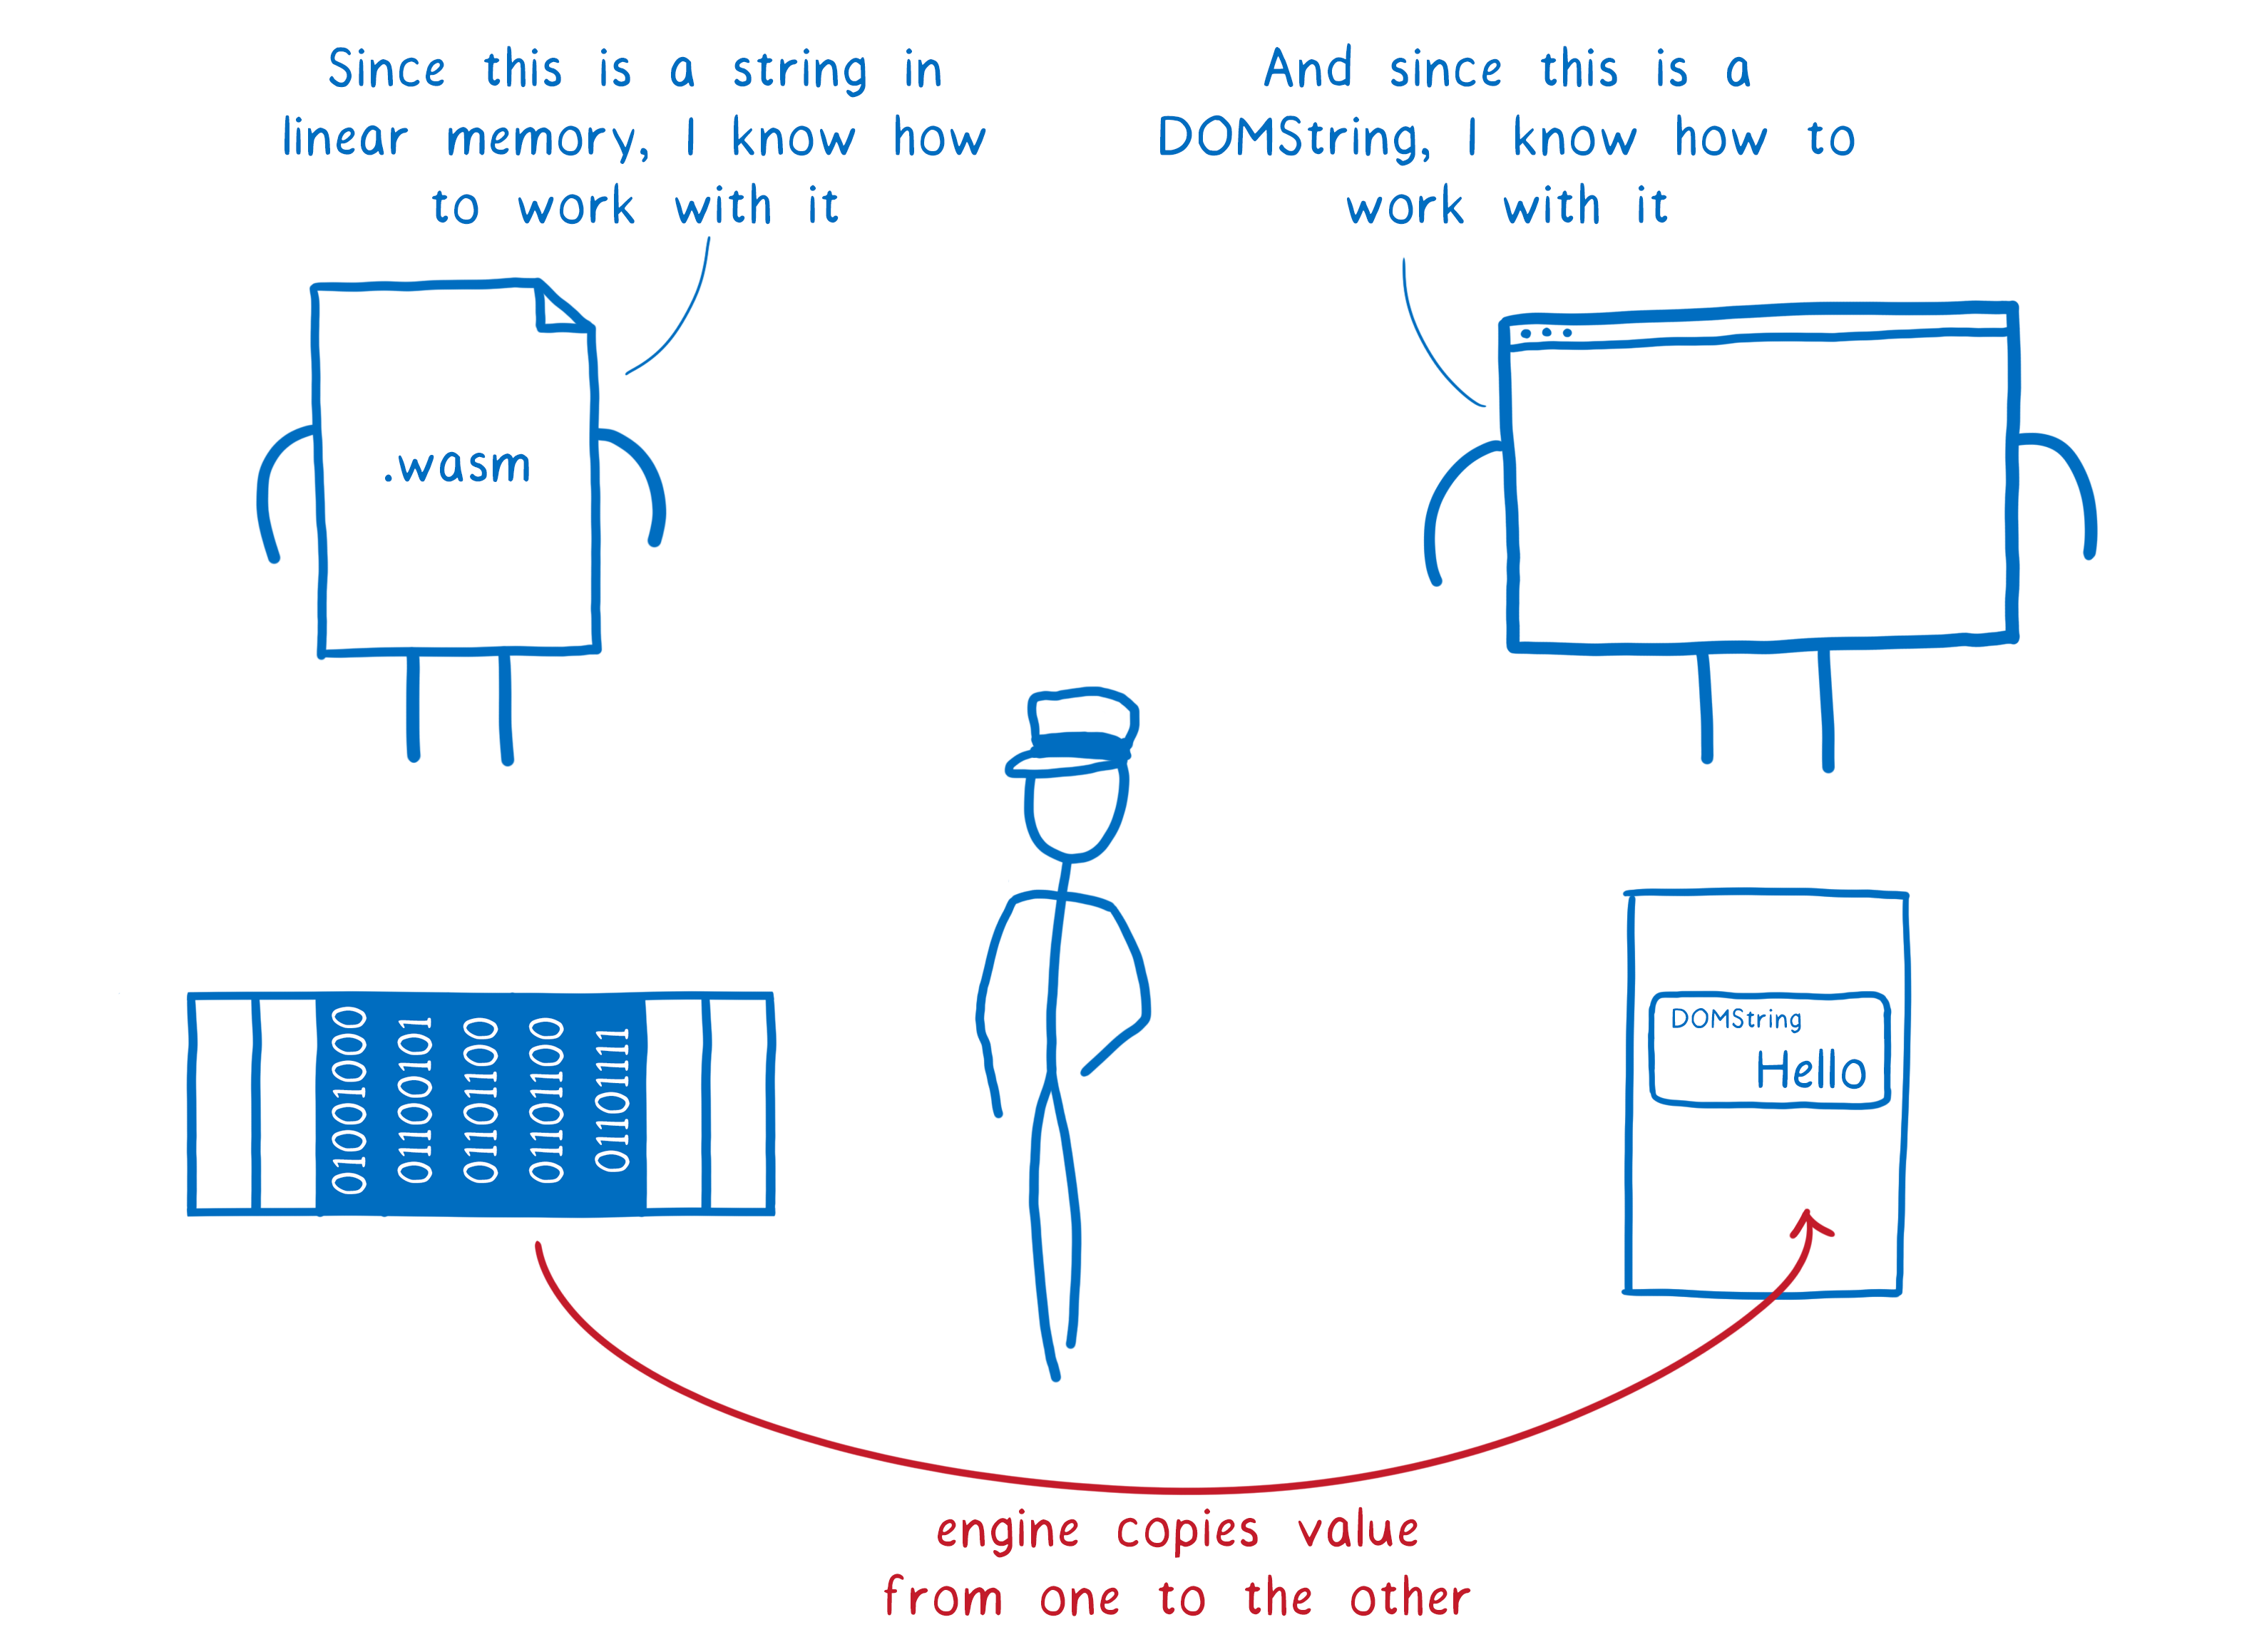 Since this is a string in
linear memory, I know how
to work with it
And since this is a
DOMString, I know how to
work with it
.wasm
01001000
01100101
01101100
01101100
01101111
DOMString
Hello
engine copies value
from one to the other